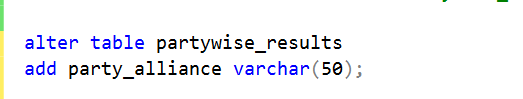 alter table partywise_results
add party_alliance varchar(50);